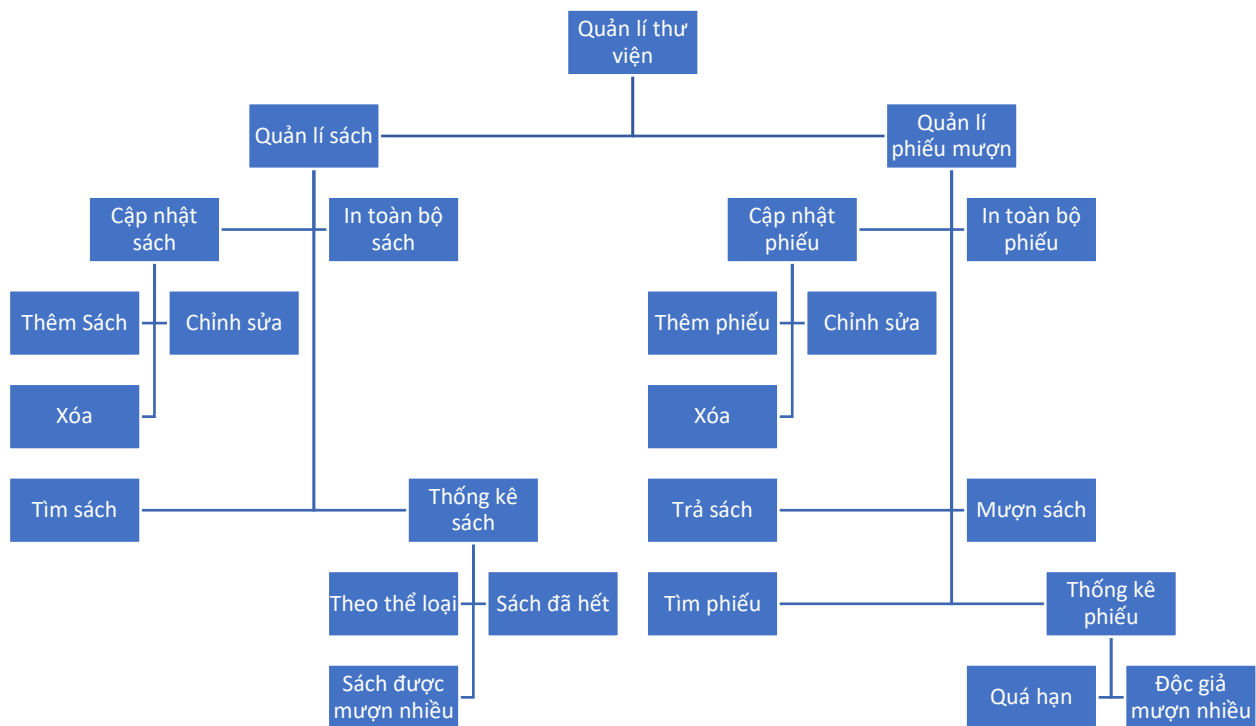 Quản lí thư
viện
Quản lí sách
Quản lí
phiếu mượn
Cập nhật
sách
In toàn bộ
sách
Cập nhật
phiếu
In toàn bộ
phiếu
Thêm Sách
Chỉnh sửa
Thêm phiếu
Chỉnh sửa
Xóa
Xóa
Tìm sách
Thống kê
sách
Trả sách
Mượn sách
Theo thể loại
Sách đã hết
Tìm phiếu
Thống kê
phiếu
Sách được
mượn nhiều
Quá hạn
Độc giả
mượn nhiều